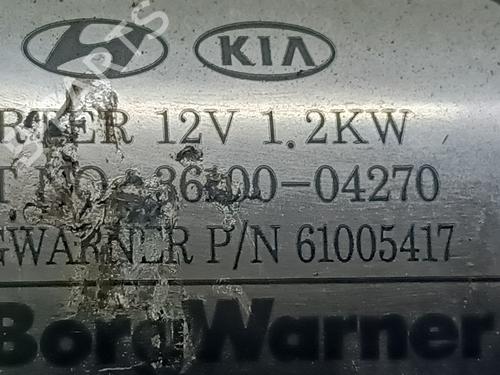 KIA
RTER 12V 1.2KW
T NO. 36100-04270
GWARNER P/N 61005417
BorgWarner